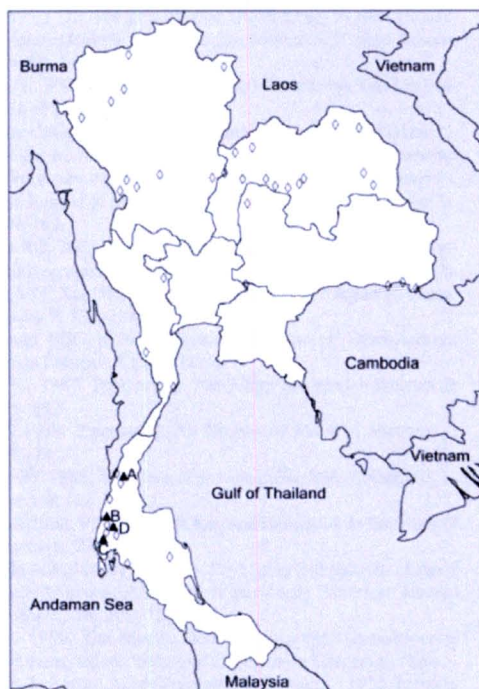 Burma
Vietnam
Laos
Cambodia
Vietnam
A
Gulf of Thailand
B
D
C
Andaman Sea
Malaysia